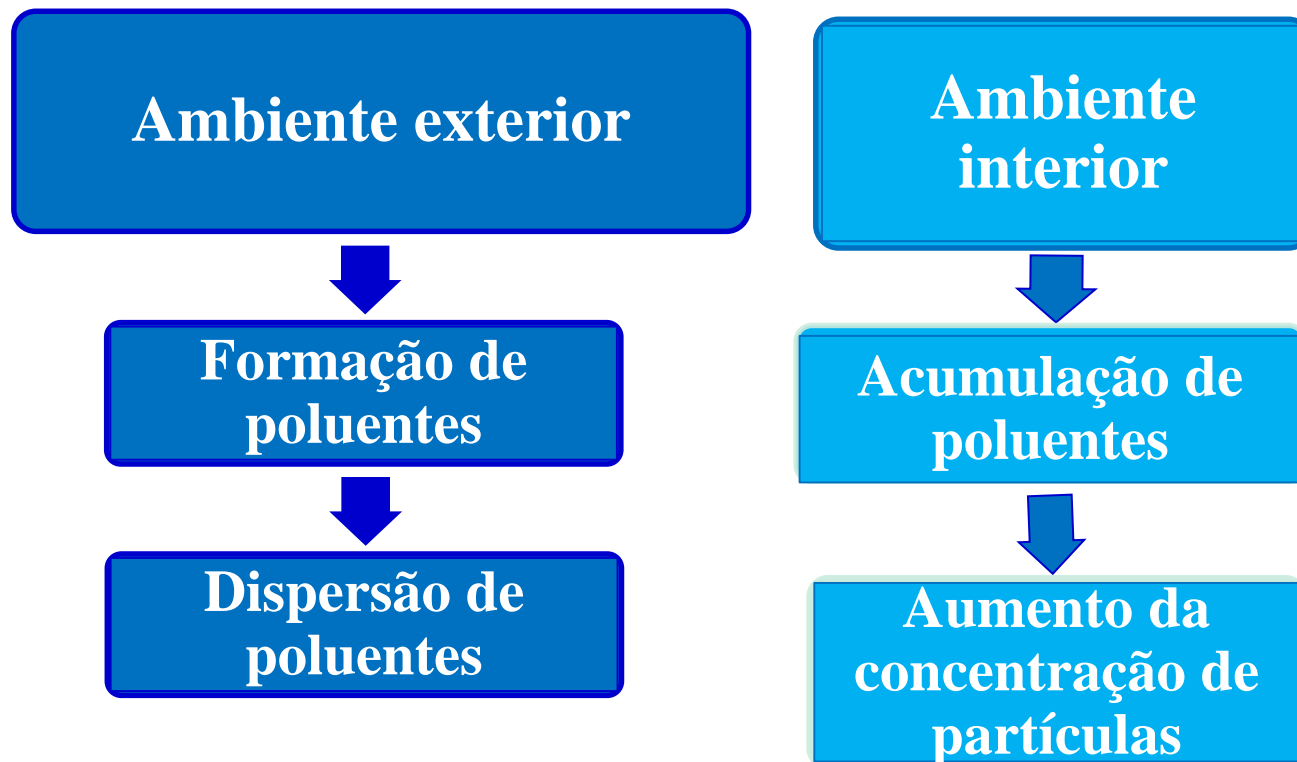 Ambiente exterior
Formação de
poluentes
Dispersão de
poluentes
Ambiente
interior
Acumulação de
poluentes
Aumento da
concentração de
partículas